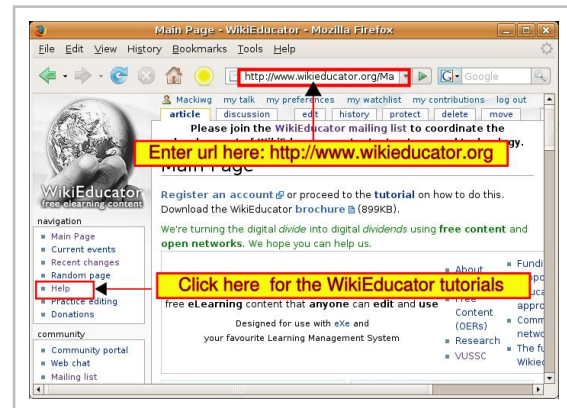 Main Page - WikiEducator - Mozilla Firefox
File Edit View History Bookmarks Tools Help
http://www.wikieducator.org/Ma
G Google
Mackiwg my talk my preferences my watchlist my contributions log out
article discussion edit history protect delete move
Please join the WikiEducator mailing list to coordinate the
Enter url here: http://www.wikieducator.org
Main Page
WikiEducator
free elearning content
Register an account or proceed to the tutorial on how to do this.
Download the WikiEducator brochure (899KB).
We're turning the digital divide into digital dividends using free content and
open networks. We hope you can help us.
navigation
Main Page
Current events
Recent changes
Random page
Help
Practice editing
Donations
Click here for the WikiEducator tutorials
free eLearning content that anyone can edit and use
Designed for use with eXe and
your favourite Learning Management System
About
Free
Content
(OERs)
Research
VUSSC
Fundi
appro
Comm
netwo
The fu
Wikied
community
Community portal
Web chat
Mailing list